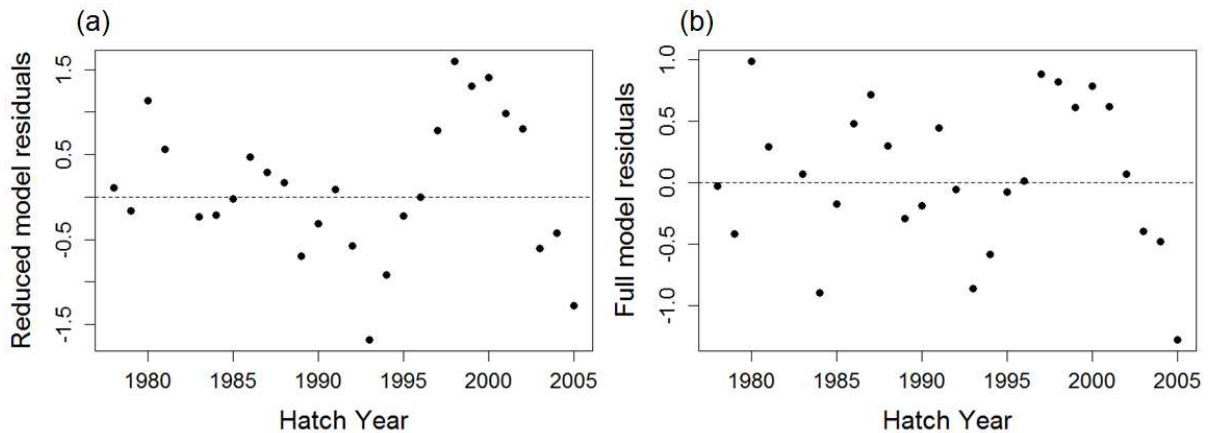 (a)
Reduced model residuals
1.5
0.5
-0.5
-1.5
1980 1985 1990 1995 2000 2005
Hatch Year
(b)
Full model residuals
1.0
0.5
0.0
-0.5
-1.0
1980 1985 1990 1995 2000 2005
Hatch Year